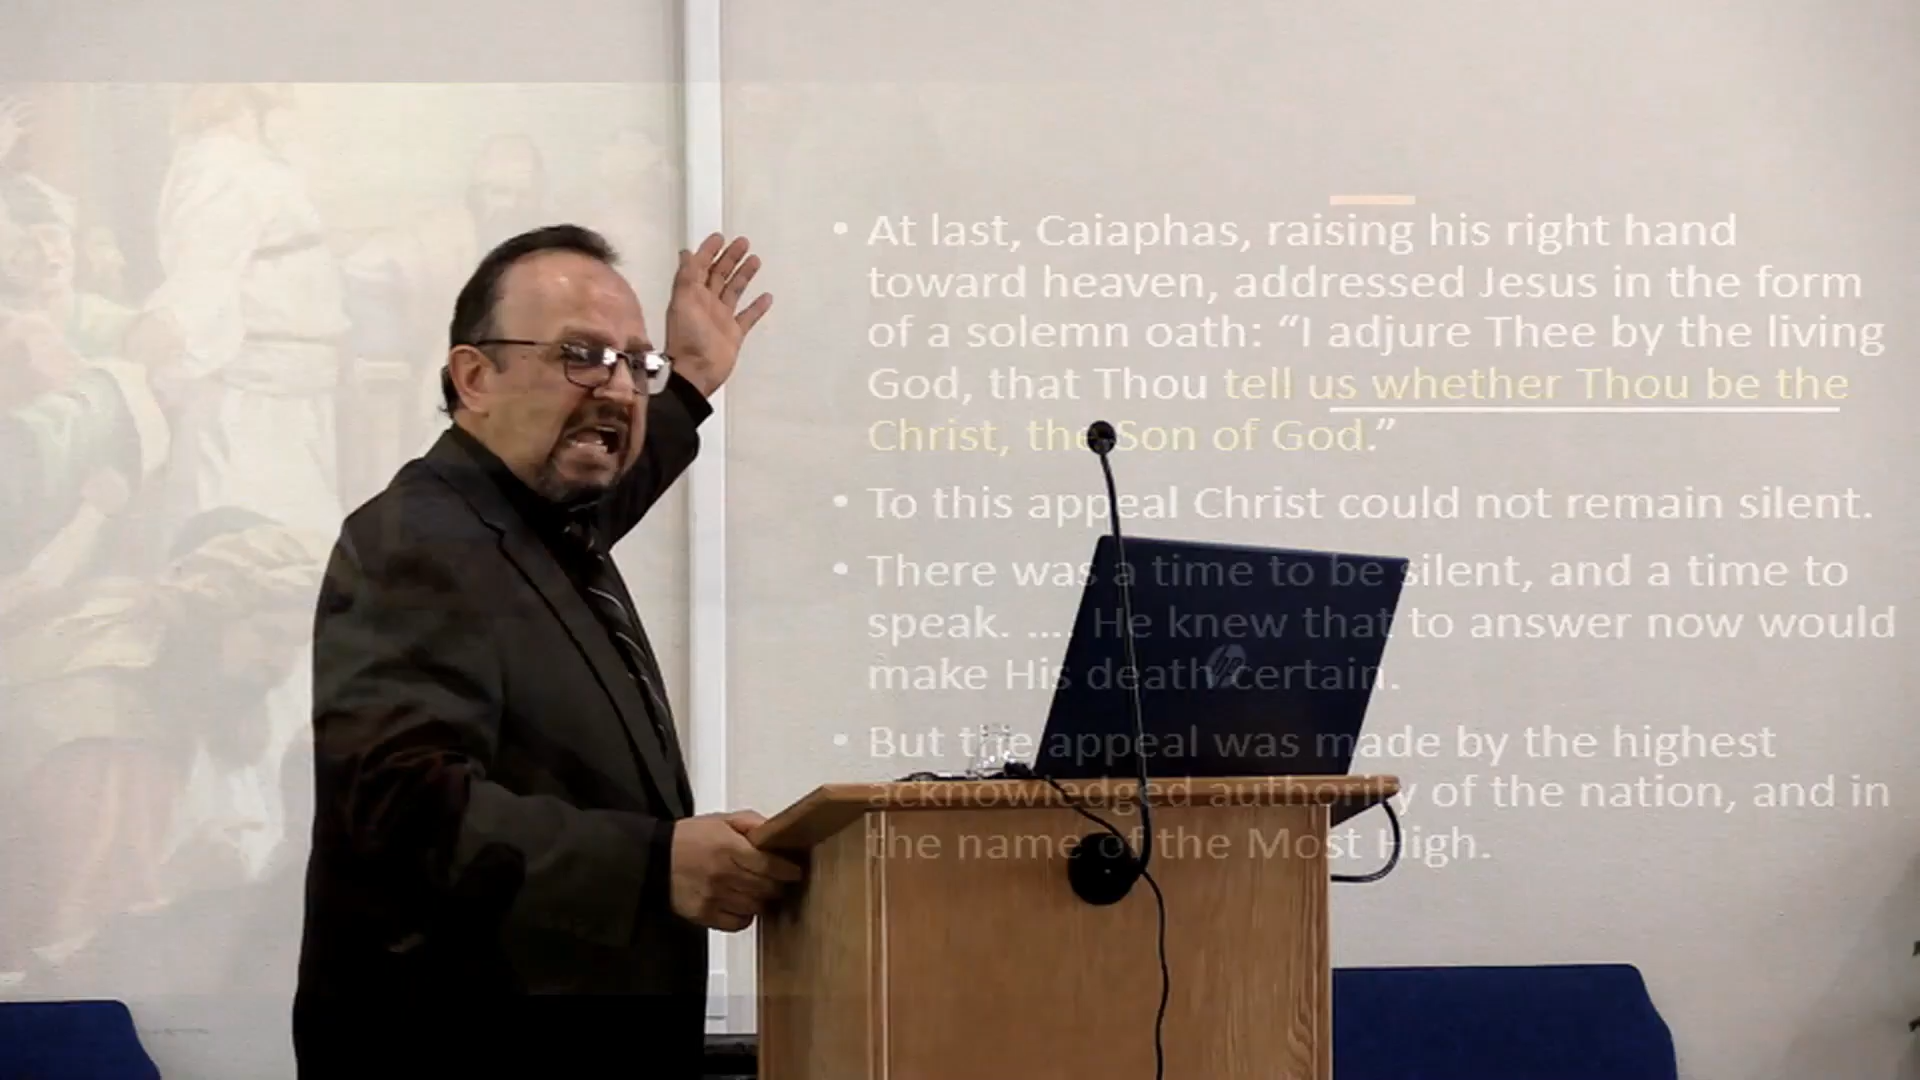 • At last, Caiaphas, raising his right hand
toward heaven, addressed Jesus in the form
of a solemn oath: “I adjure Thee by the living
God, that Thou tell us whether Thou be the
Christ, the Son of God.”
• To this appeal Christ could not remain silent.
• There was a time to be silent, and a time to
speak. .... He knew that to answer now would
make His death certain.
• But the appeal was made by the highest
acknowledged authority of the nation, and in
the name of the Most High.
hp